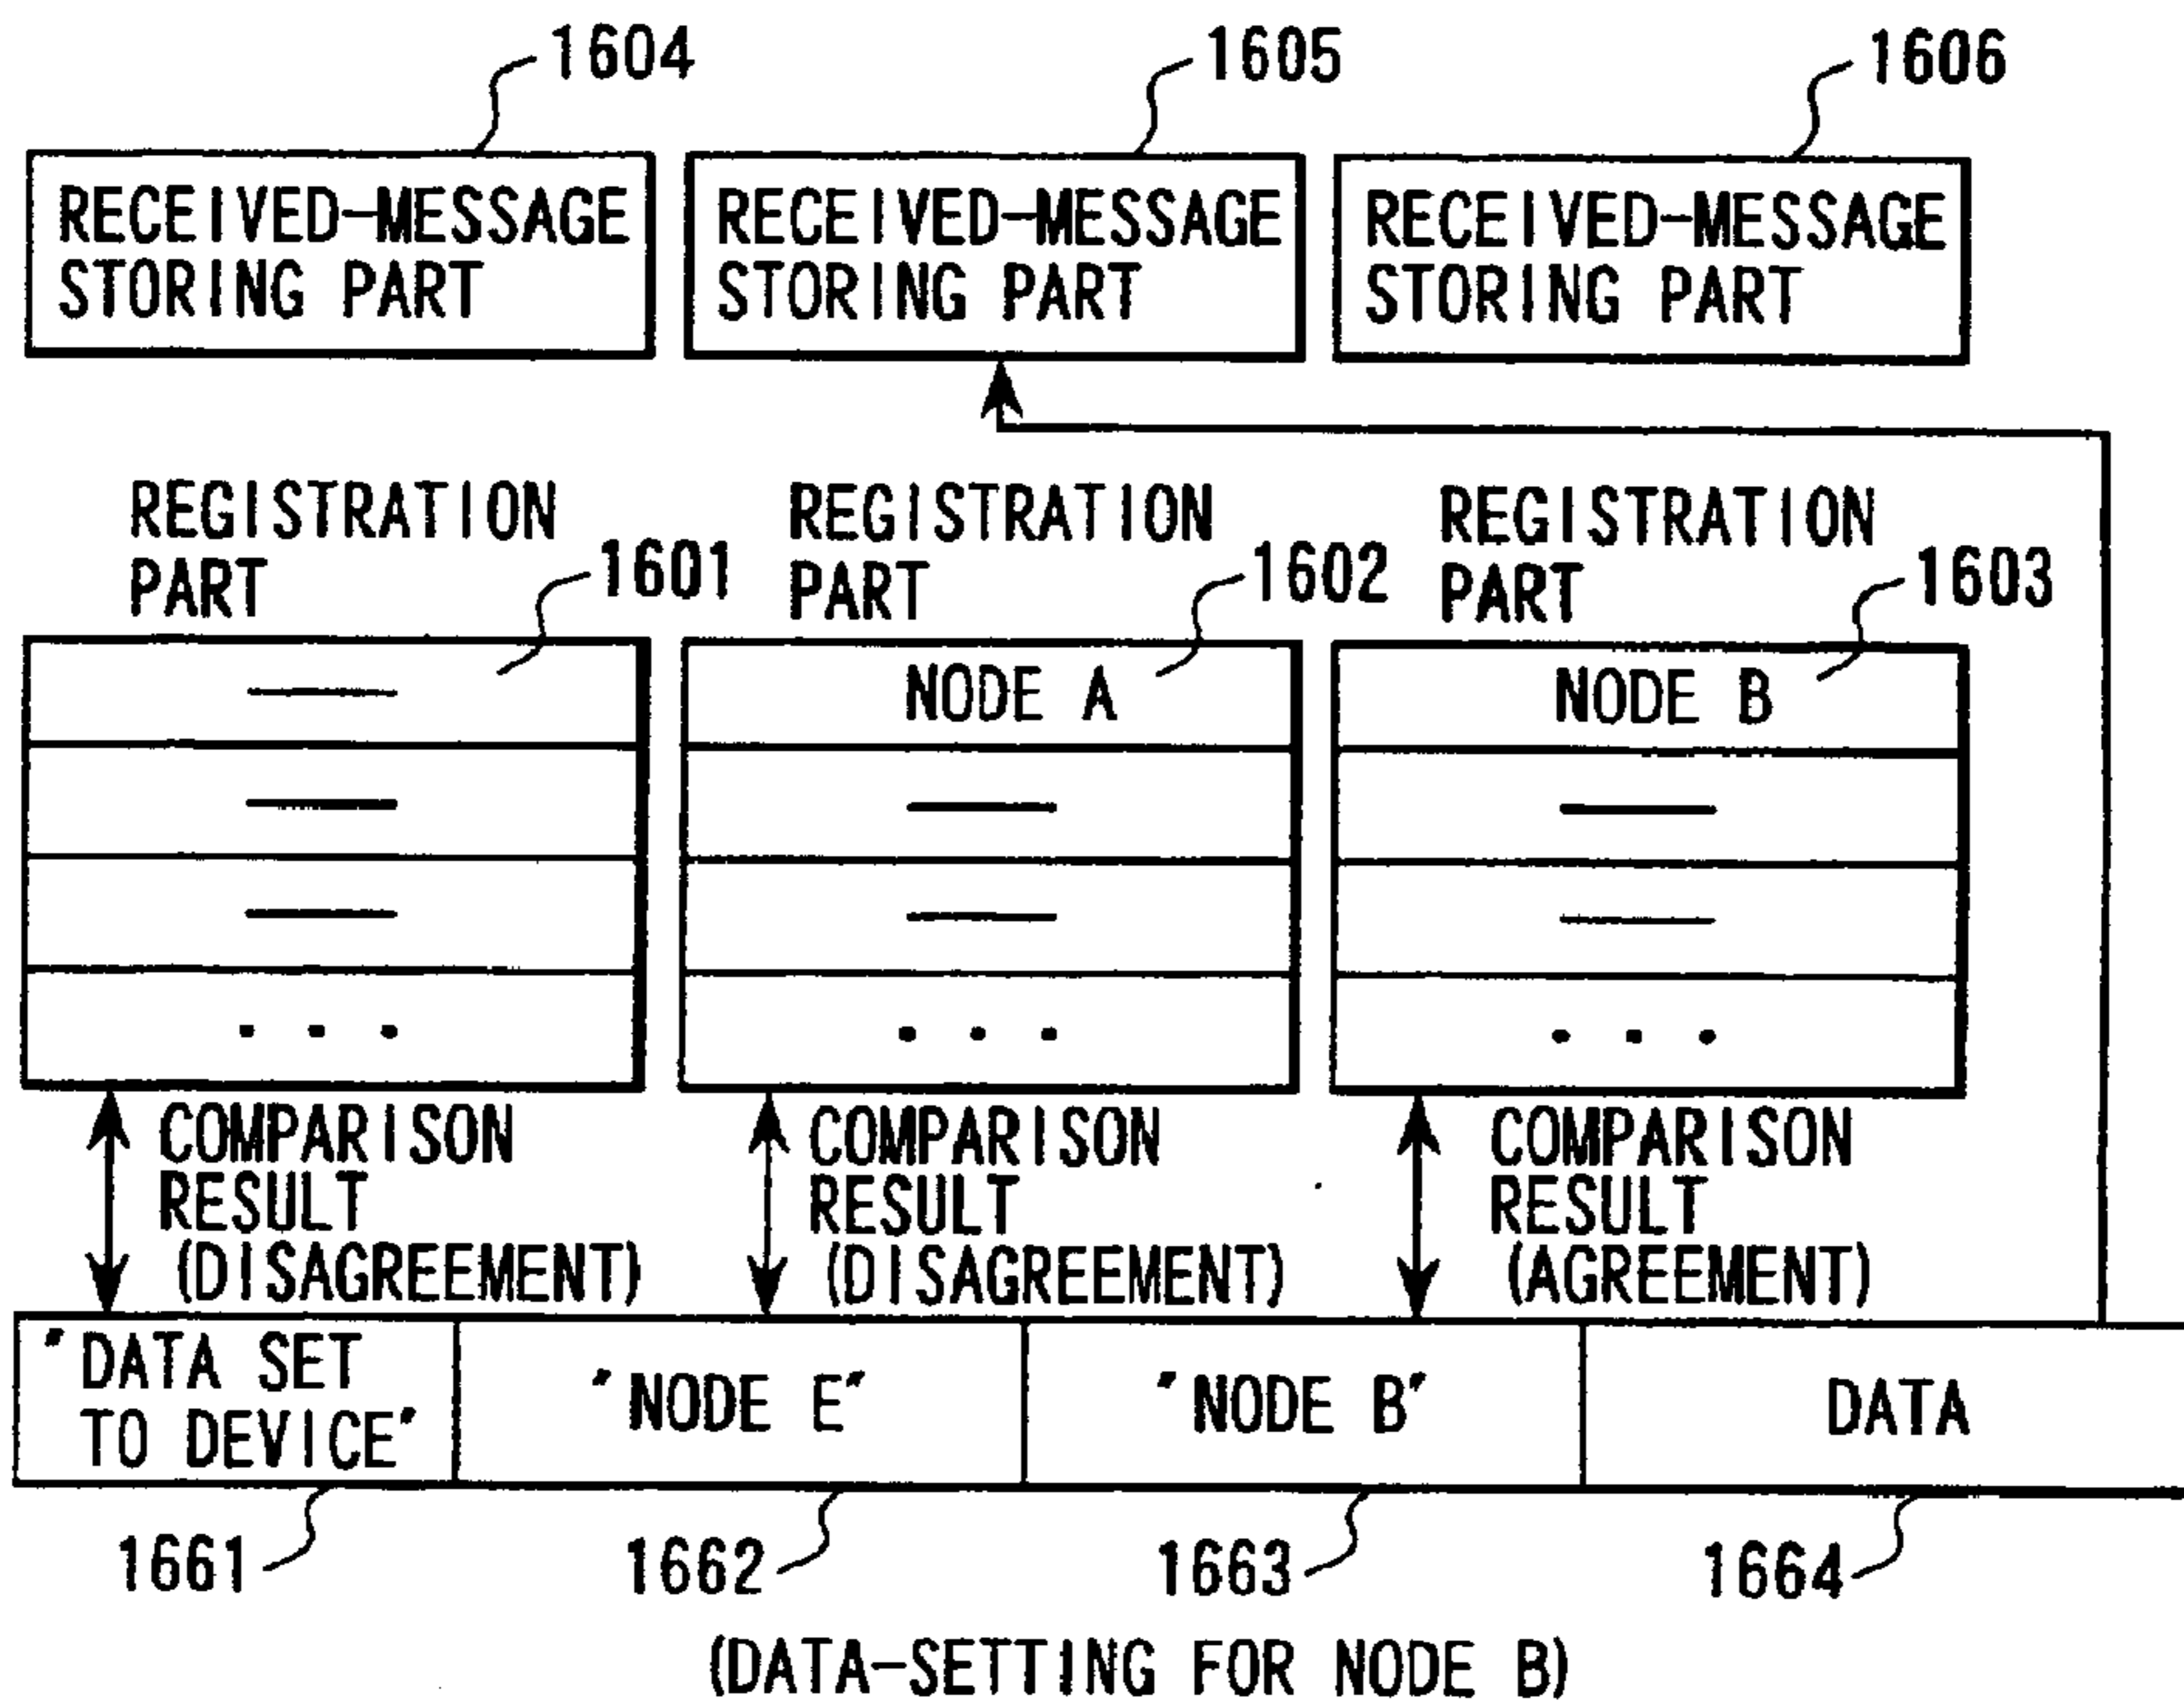 1604 1605 1606
RECEIVED-MESSAGE RECEIVED-MESSAGE RECEIVED-MESSAGE
STORING PART STORING PART STORING PART
REGISTRATION REGISTRATION REGISTRATION
PART 1601 PART 1602 PART 1603
NODE A NODE B
. . . . . . . . .
COMPARISON COMPARISON COMPARISON
RESULT RESULT RESULT
(DISAGREEMENT) (DISAGREEMENT) (AGREEMENT)
"DATA SET
TO DEVICE" "NODE E" "NODE B" DATA
1661 1662 1663 1664
(DATA-SETTING FOR NODE B)